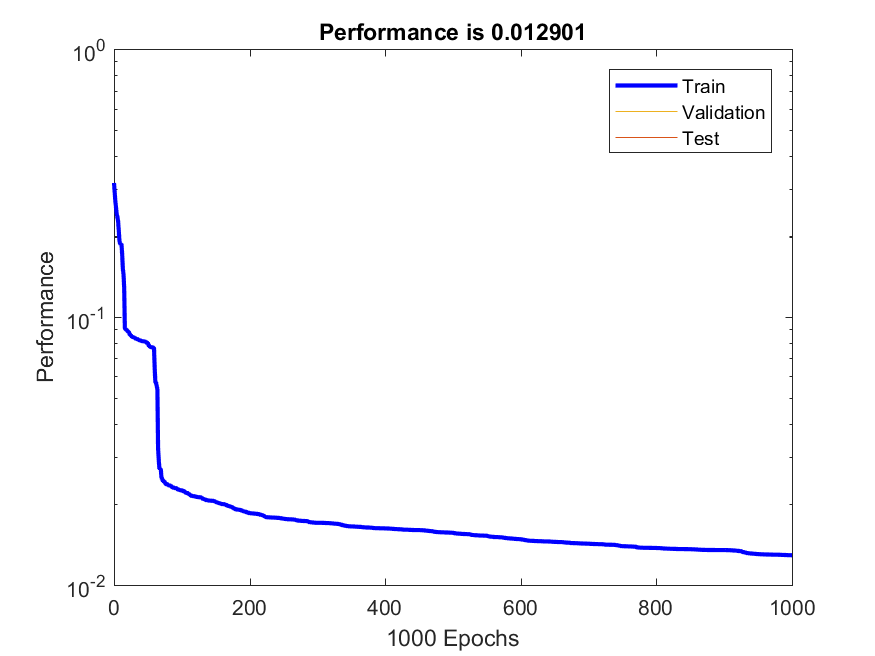 Performance is 0.012901
10^0
Train
Validation
Test
Performance
10^-1
10^-2
0 200 400 600 800 1000
1000 Epochs